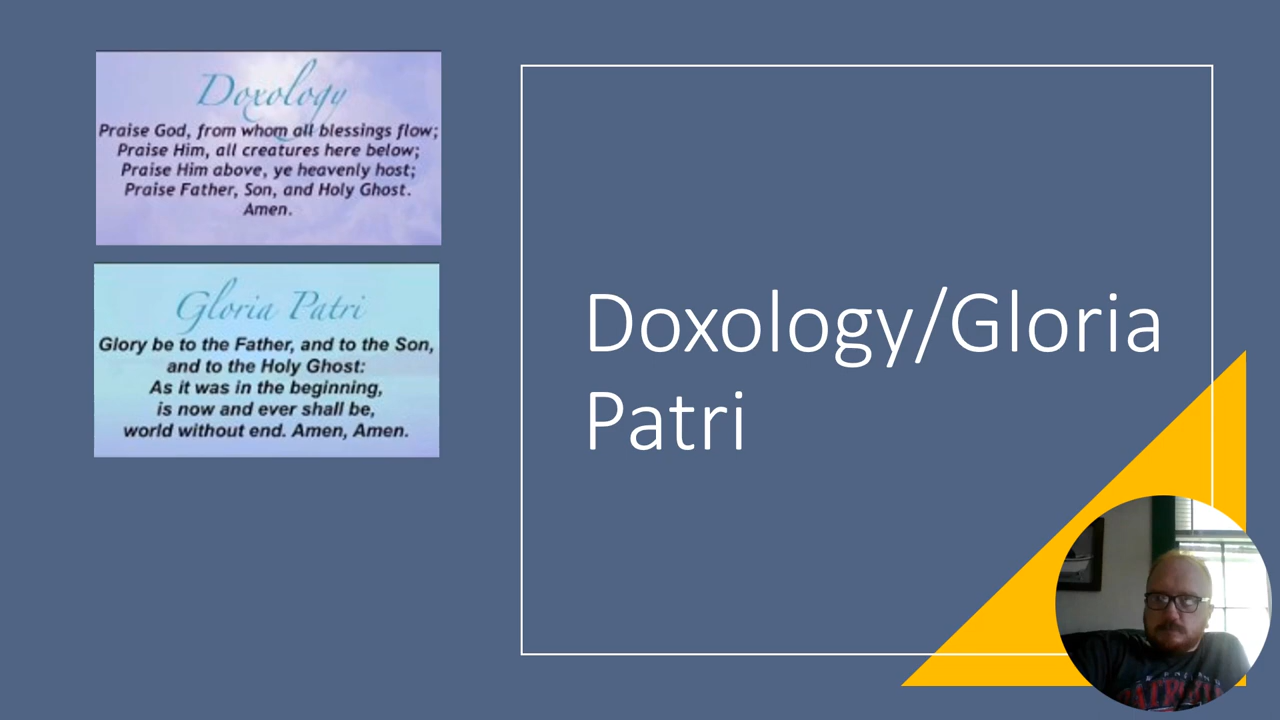 Doxology
Praise God, from whom all blessings flow;
Praise Him, all creatures here below;
Praise Him above, ye heavenly host;
Praise Father, Son, and Holy Ghost.
Amen.
Gloria Patri
Glory be to the Father, and to the Son,
and to the Holy Ghost:
As it was in the beginning,
is now and ever shall be,
world without end. Amen, Amen.
Doxology/Gloria
Patri